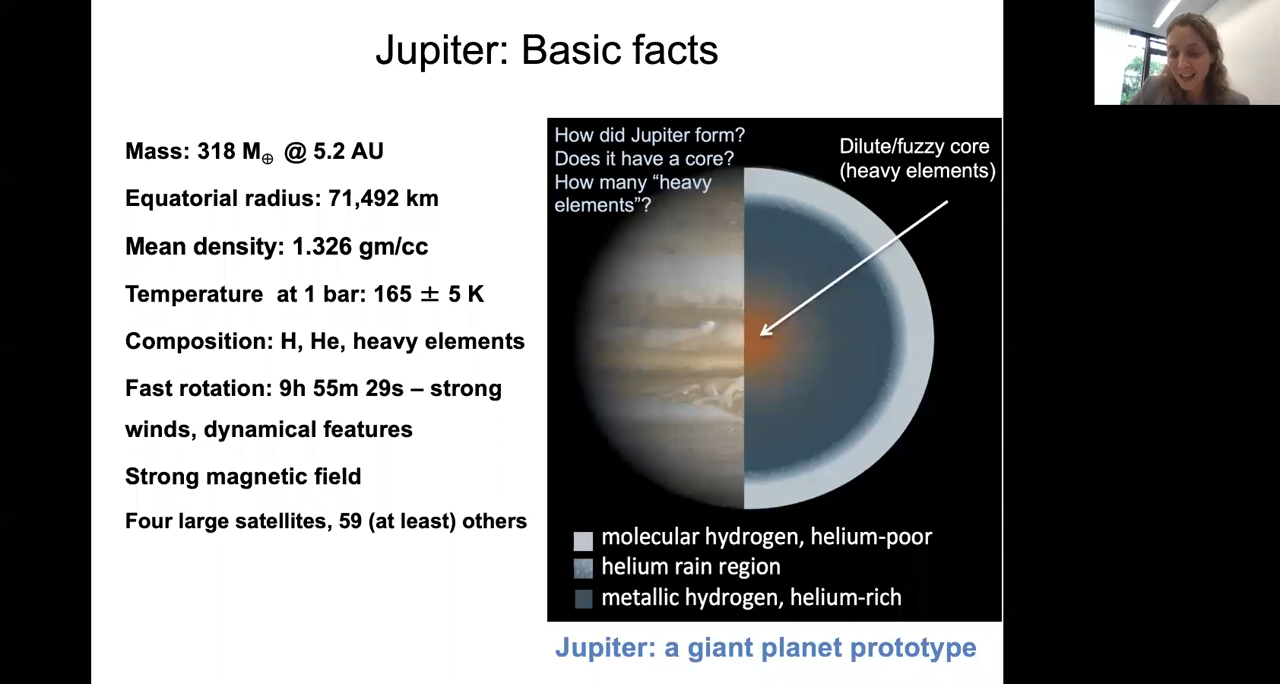 Jupiter: Basic facts
Mass: 318 M⊕ @ 5.2 AU
Equatorial radius: 71,492 km
Mean density: 1.326 gm/cc
Temperature at 1 bar: 165 ± 5 K
Composition: H, He, heavy elements
Fast rotation: 9h 55m 29s – strong
winds, dynamical features
Strong magnetic field
Four large satellites, 59 (at least) others
How did Jupiter form?
Does it have a core?
How many “heavy
elements”?
Dilute/fuzzy core
(heavy elements)
molecular hydrogen, helium-poor
helium rain region
metallic hydrogen, helium-rich
Jupiter: a giant planet prototype